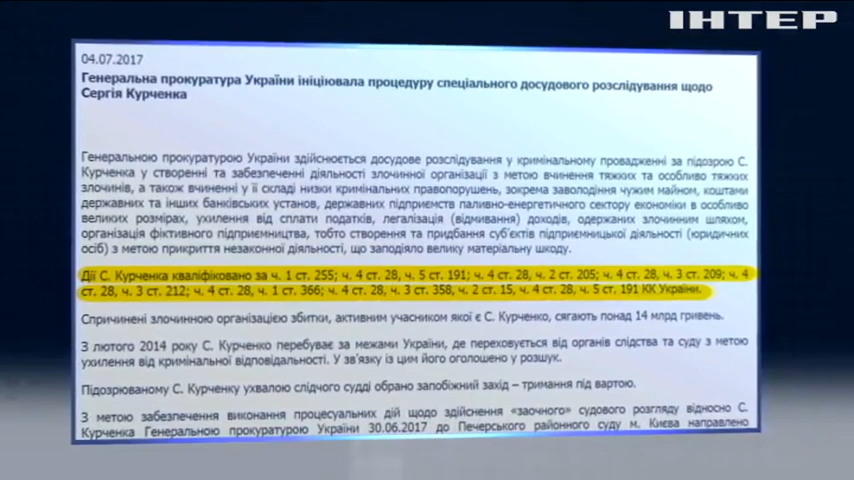 ІНТЕР
04.07.2017
Генеральна прокуратура України ініціювала процедуру спеціального досудового розслідування щодо
Сергія Курченка
Генеральною прокуратурою України здійснюється досудове розслідування у кримінальному провадженні за підозрою С.
Курченка у створенні та забезпеченні діяльності злочинної організації з метою вчинення тяжких та особливо тяжких
злочинів, а також вчиненні у її складі низки кримінальних правопорушень, зокрема заволодіння чужим майном, коштами
державних та інших банківських установ, державних підприємств паливно-енергетичного сектору економіки в особливо
великих розмірах, ухилення від сплати податків, легалізація (відмивання) доходів, одержаних злочинним шляхом,
організація фіктивного підприємництва, тобто створення та придбання суб'єктів підприємницької діяльності (юридичних
осіб) з метою прикриття незаконної діяльності, що заподіяло велику матеріальну шкоду.
Дії С. Курченка кваліфіковано за ч. 1 ст. 255; ч. 4 ст. 28, ч. 5 ст. 191; ч. 4 ст. 28, ч. 2 ст. 205; ч. 4 ст. 28, ч. 3 ст. 209; ч. 4
ст. 28, ч. 3 ст. 212; ч. 4 ст. 28, ч. 1 ст. 366; ч. 4 ст. 28, ч. 3 ст. 358, ч. 2 ст. 15, ч. 4 ст. 28, ч. 5 ст. 191 КК України.
Спричинені злочинною організацією збитки, активним учасником якої є С. Курченко, сягають понад 14 млрд гривень.
З лютого 2014 року С. Курченко перебуває за межами України, де переховується від органів слідства та суду з метою
ухилення від кримінальної відповідальності. У зв'язку із цим його оголошено у розшук.
Підозрюваному С. Курченку ухвалою слідчого судді обрано запобіжний захід – тримання під вартою.
З метою забезпечення виконання процесуальних дій щодо здійснення «заочного» судового розгляду відносно С.
Курченка Генеральною прокуратурою України 30.06.2017 до Печерського районного суду м. Києва направлено